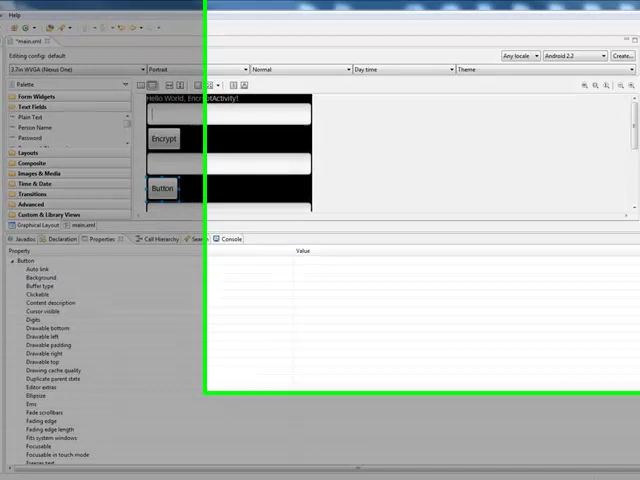 Help
*main.xml
Editing config: default
Any locale
Android 2.2
Create...
3.7in WVGA (Nexus One)
Portrait
Normal
Day time
Theme
Palette
Form Widgets
Text Fields
Plain Text
Person Name
Password
Layouts
Composite
Images & Media
Time & Date
Transitions
Advanced
Custom & Library Views
Hello World, EncryptActivity!
Encrypt
Button
Graphical Layout
main.xml
Javadoc
Declaration
Properties
Call Hierarchy
Console
Property
Value
Button
Auto link
Background
Buffer type
Clickable
Content description
Cursor visible
Digits
Drawable bottom
Drawable left
Drawable padding
Drawable right
Drawable top
Drawing cache quality
Duplicate parent state
Editor extras
Ellipsize
Ems
Fade scrollbars
Fading edge
Fading edge length
Fits system windows
Focusable
Focusable in touch mode
Freezes text